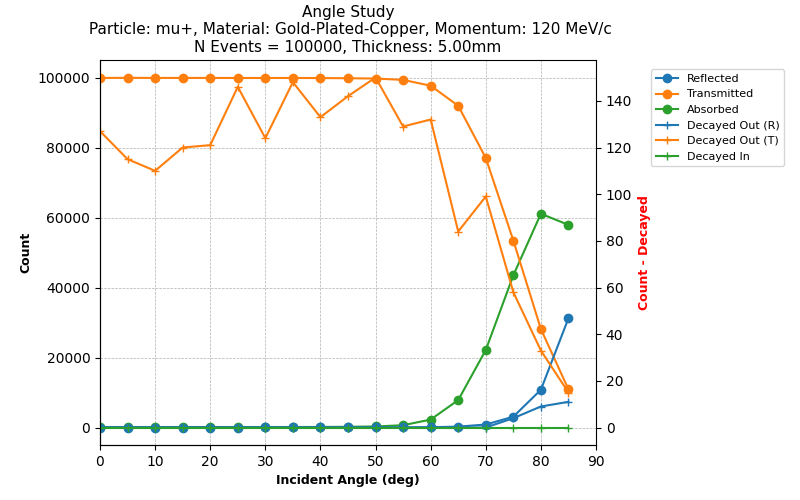 Angle Study
Particle: mu+, Material: Gold-Plated-Copper, Momentum: 120 MeV/c
N Events = 100000, Thickness: 5.00mm
100000
80000
60000
40000
20000
0
Count
0 10 20 30 40 50 60 70 80 90
Incident Angle (deg)
140
120
100
80
60
40
20
0
Count - Decayed
Reflected
Transmitted
Absorbed
Decayed Out (R)
Decayed Out (T)
Decayed In